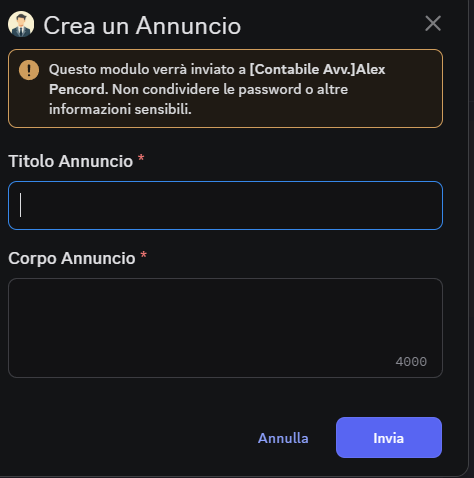 Crea un Annuncio
Questo modulo verrà inviato a [Contabile Avv.]Alex
Pencord. Non condividere le password o altre
informazioni sensibili.
Titolo Annuncio *
Corpo Annuncio *
4000
Annulla
Invia